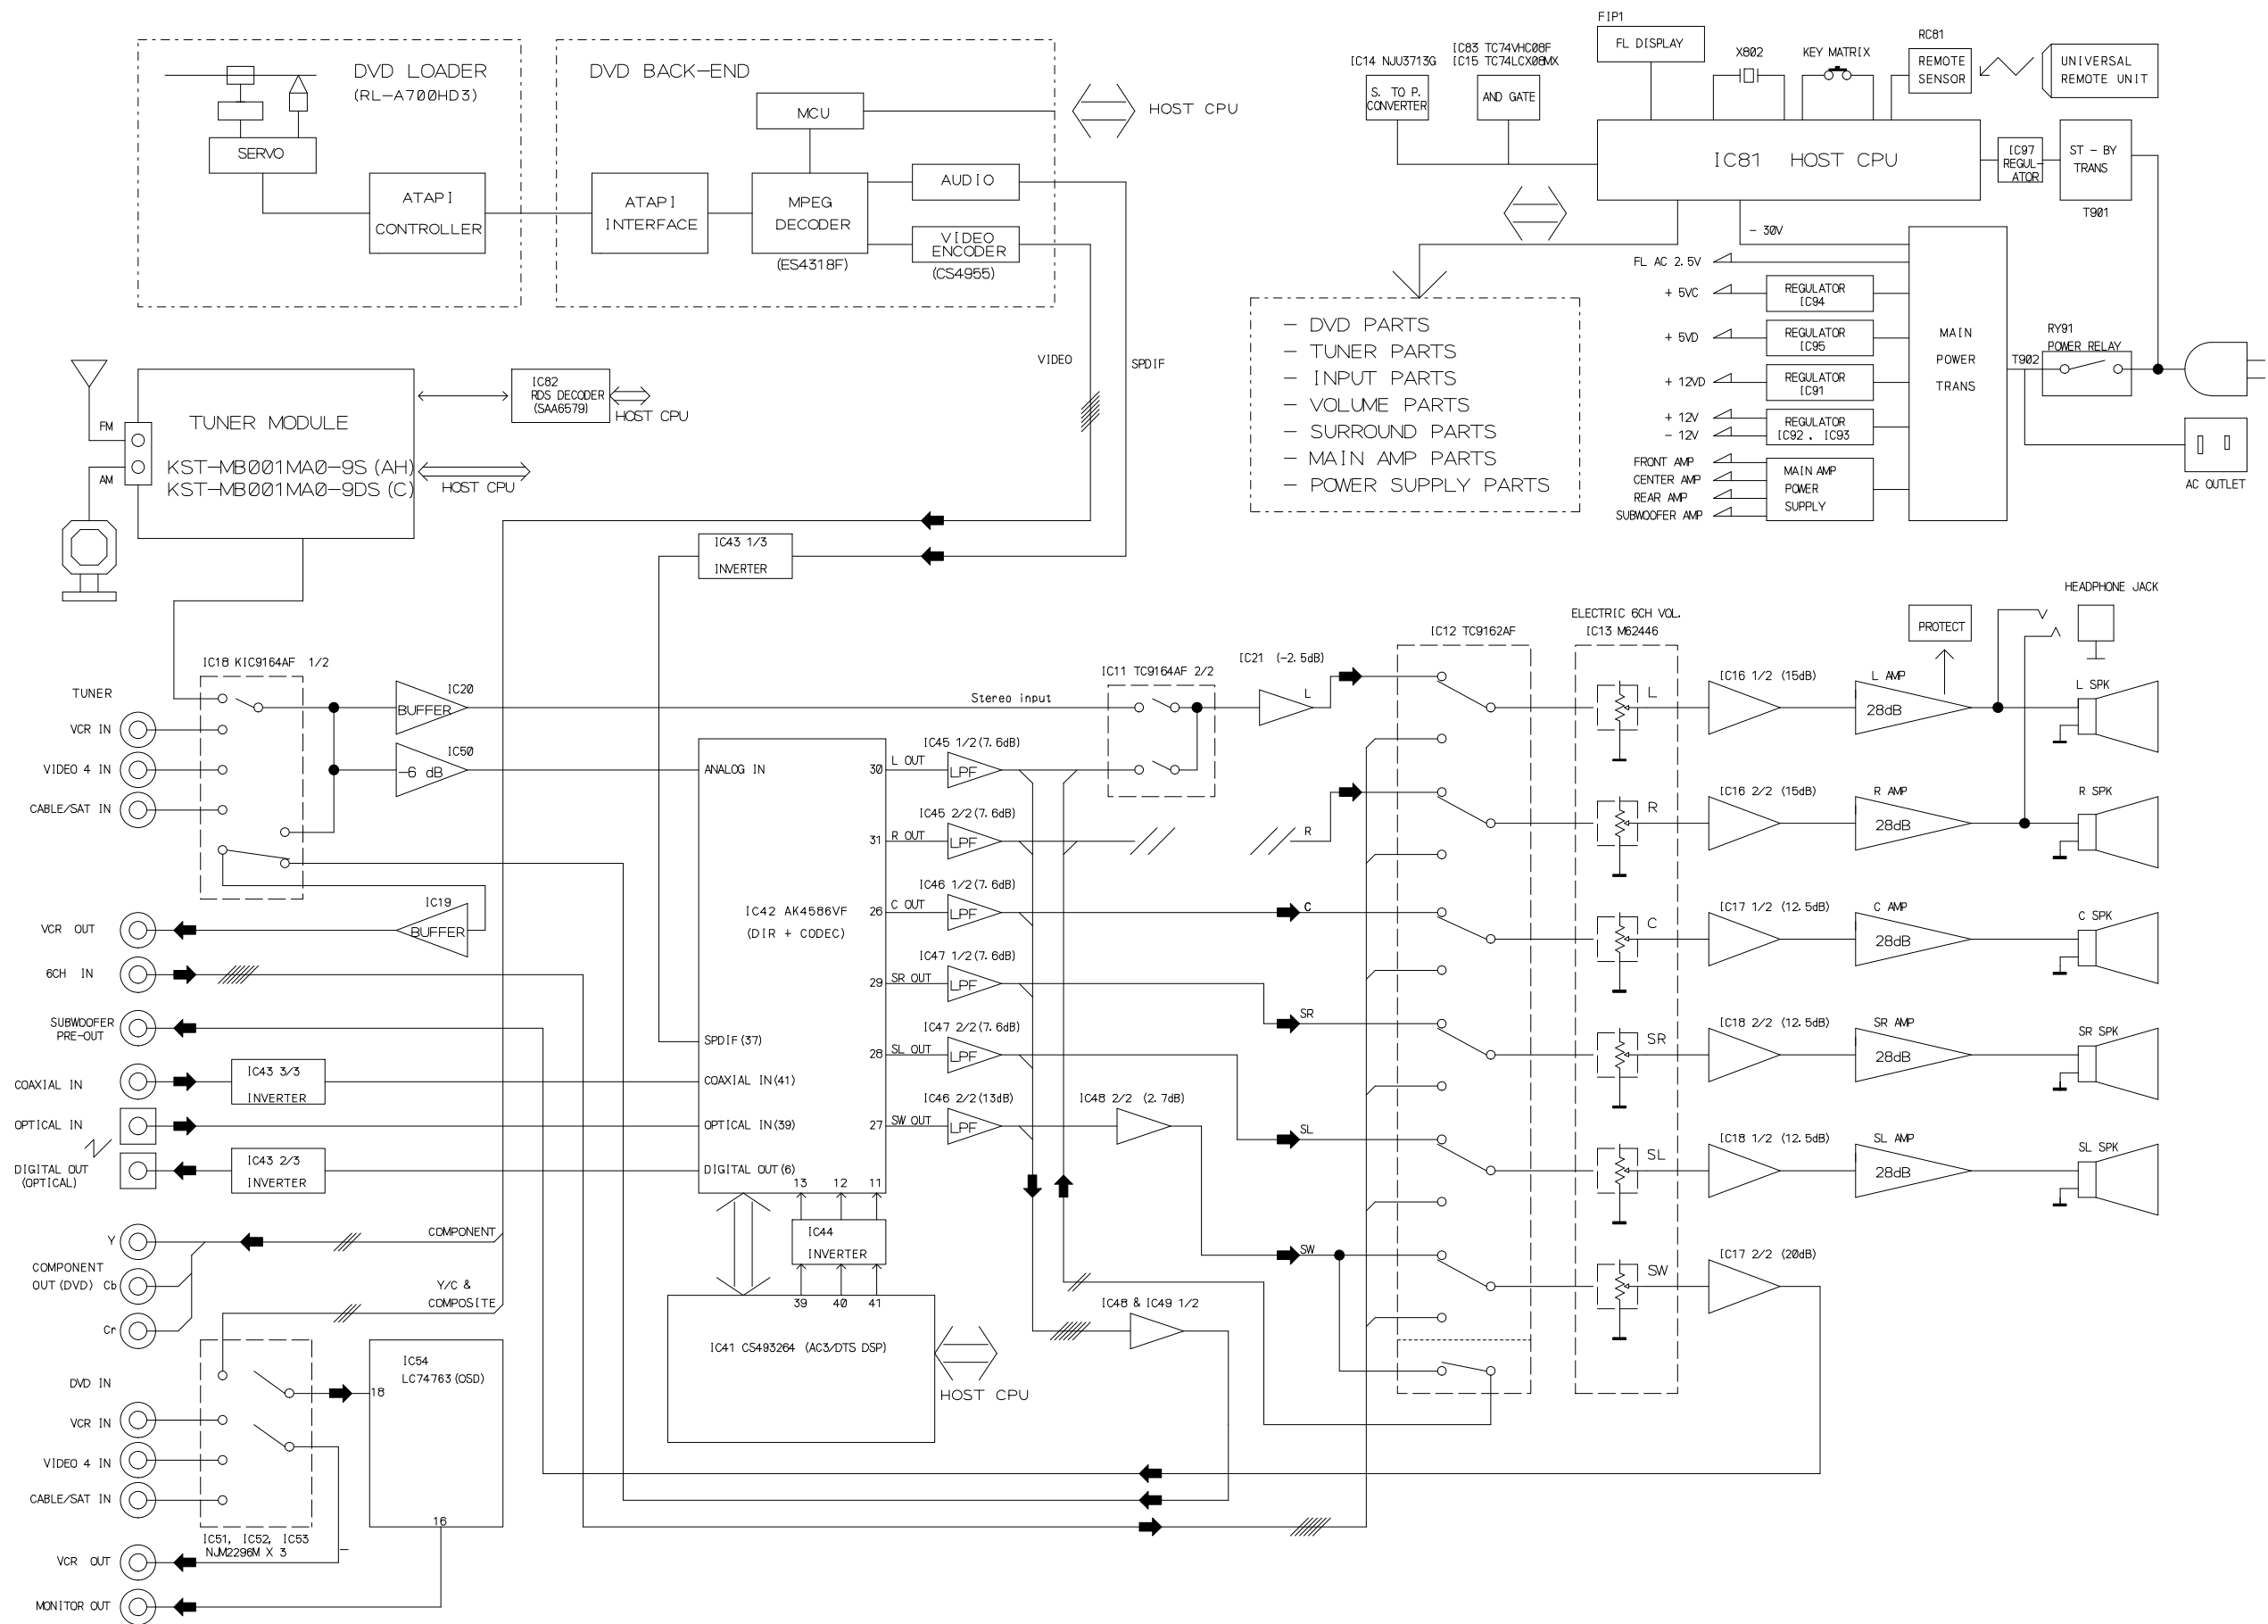 DVD LOADER
(RL-A700HD3)
SERVO
ATAPI
CONTROLLER
DVD BACK-END
MCU
ATAPI
INTERFACE
MPEG
DECODER
(ES4318F)
AUDIO
VIDEO
ENCODER
(CS4955)
HOST CPU
VIDEO
SPDIF
IC14 NJU3713G
S. TO P.
CONVERTER
IC83 TC74VHC08F
IC15 TC74LCX08MX
AND GATE
FIP1
FL DISPLAY
X802
KEY MATRIX
RC81
REMOTE
SENSOR
UNIVERSAL
REMOTE UNIT
IC81 HOST CPU
IC97
REGUL-
ATOR
ST - BY
TRANS
T901
- 30V
FL AC 2.5V
+ 5VC
REGULATOR
IC94
+ 5VD
REGULATOR
IC95
+ 12VD
REGULATOR
IC91
+ 12V
- 12V
REGULATOR
IC92 . IC93
FRONT AMP
CENTER AMP
REAR AMP
SUBWOOFER AMP
MAIN AMP
POWER
SUPPLY
MAIN
POWER
TRANS
T902
RY91
POWER RELAY
AC OUTLET
- DVD PARTS
- TUNER PARTS
- INPUT PARTS
- VOLUME PARTS
- SURROUND PARTS
- MAIN AMP PARTS
- POWER SUPPLY PARTS
FM
AM
TUNER MODULE
KST-MB001MA0-9S (AH)
KST-MB001MA0-9DS (C)
IC82
RDS DECODER
(SAA6579)
HOST CPU
HOST CPU
IC43 1/3
INVERTER
IC18 KIC9164AF 1/2
TUNER
VCR IN
VIDEO 4 IN
CABLE/SAT IN
IC20
BUFFER
IC50
-6 dB
IC19
BUFFER
VCR OUT
6CH IN
SUBWOOFER
PRE-OUT
COAXIAL IN
IC43 3/3
INVERTER
OPTICAL IN
DIGITAL OUT
(OPTICAL)
IC43 2/3
INVERTER
Stereo input
ANALOG IN
IC42 AK4586VF
(DIR + CODEC)
SPDIF(37)
COAXIAL IN(41)
OPTICAL IN(39)
DIGITAL OUT(6)
30
L OUT
IC45 1/2(7.6dB)
LPF
31
R OUT
IC45 2/2(7.6dB)
LPF
26
C OUT
IC46 1/2(7.6dB)
LPF
29
SR OUT
IC47 1/2(7.6dB)
LPF
28
SL OUT
IC47 2/2(7.6dB)
LPF
27
SW OUT
IC46 2/2(13dB)
LPF
IC48 2/2 (2.7dB)
13
12
11
IC44
INVERTER
39
40
41
IC41 CS493264 (AC3/DTS DSP)
HOST CPU
IC48 & IC49 1/2
IC11 TC9164AF 2/2
IC21 (-2.5dB)
L
R
C
SR
SL
SW
IC12 TC9162AF
ELECTRIC 6CH VOL.
IC13 M62446
L
R
C
SR
SL
SW
IC16 1/2 (15dB)
IC16 2/2 (15dB)
IC17 1/2 (12.5dB)
IC18 2/2 (12.5dB)
IC18 1/2 (12.5dB)
IC17 2/2 (20dB)
PROTECT
HEADPHONE JACK
L AMP
28dB
L SPK
R AMP
28dB
R SPK
C AMP
28dB
C SPK
SR AMP
28dB
SR SPK
SL AMP
28dB
SL SPK
Y
COMPONENT
OUT(DVD) Cb
Cr
COMPONENT
Y/C &
COMPOSITE
DVD IN
VCR IN
VIDEO 4 IN
CABLE/SAT IN
IC51, IC52, IC53
NJM2296M X 3
IC54
LC74763(OSD)
18
16
VCR OUT
MONITOR OUT